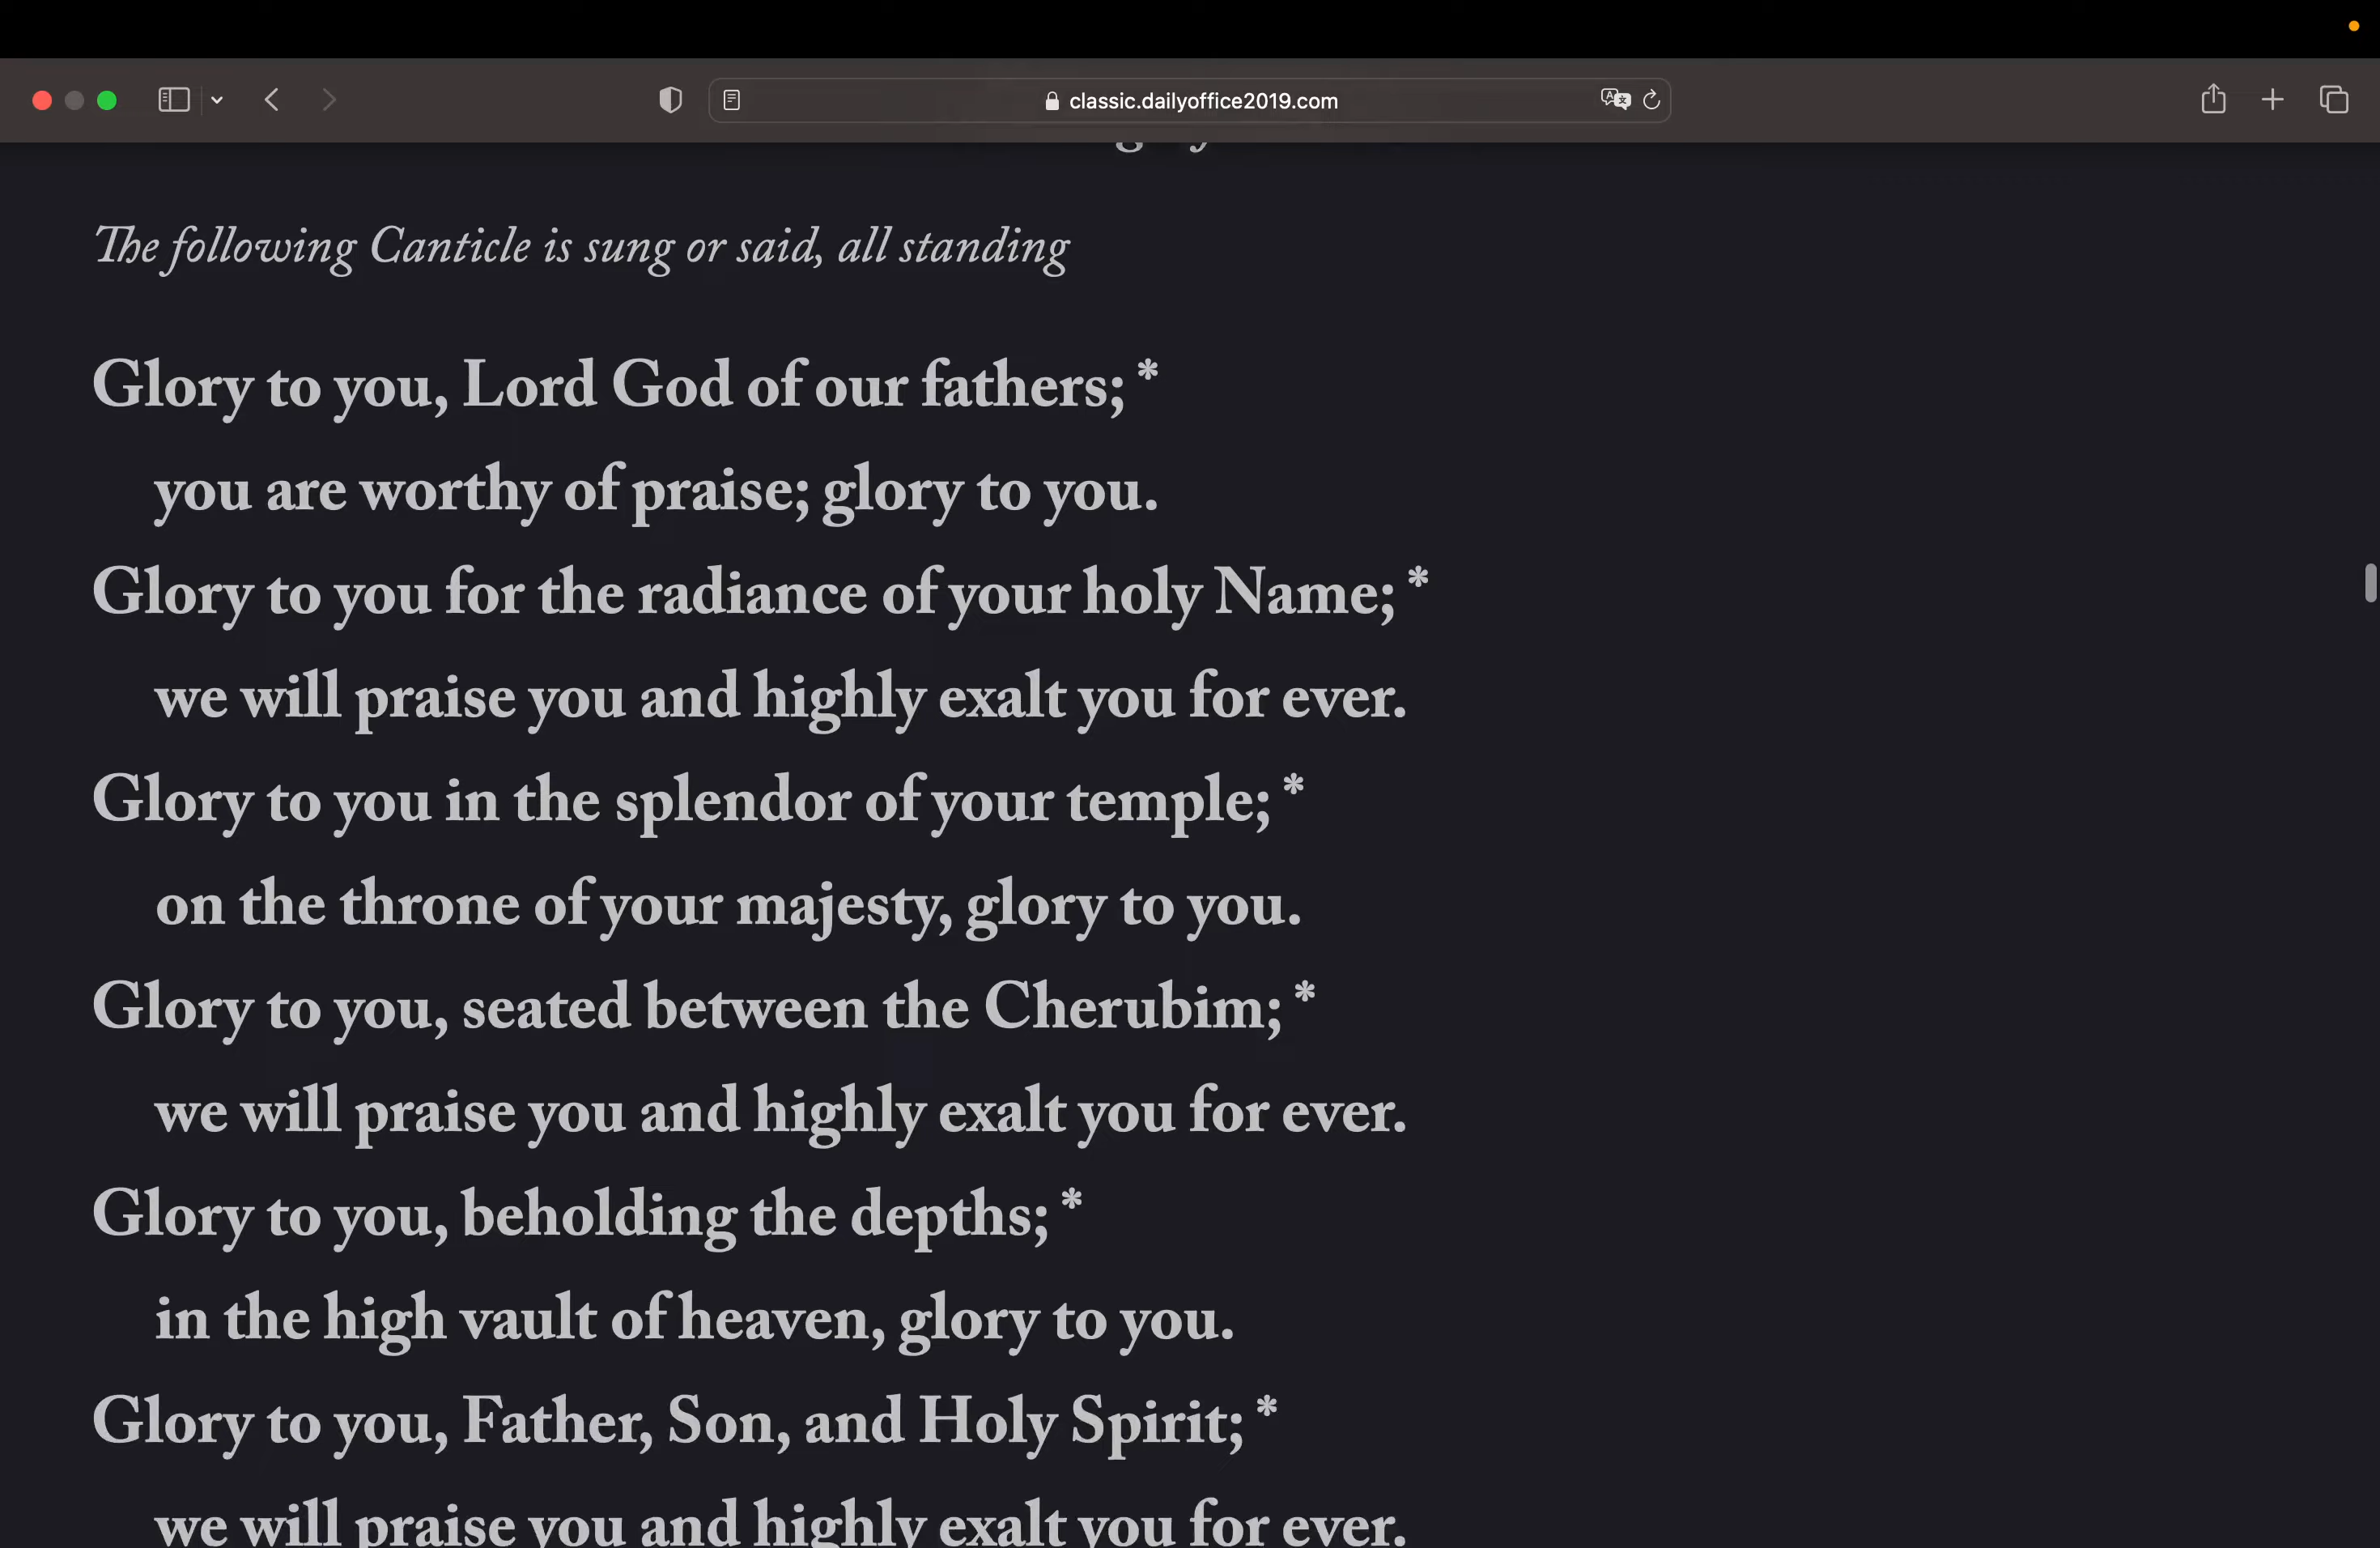 classic.dailyoffice2019.com
The following Canticle is sung or said, all standing
Glory to you, Lord God of our fathers; *
you are worthy of praise; glory to you.
Glory to you for the radiance of your holy Name; *
we will praise you and highly exalt you for ever.
Glory to you in the splendor of your temple; *
on the throne of your majesty, glory to you.
Glory to you, seated between the Cherubim; *
we will praise you and highly exalt you for ever.
Glory to you, beholding the depths; *
in the high vault of heaven, glory to you.
Glory to you, Father, Son, and Holy Spirit; *
we will praise you and highly exalt you for ever.